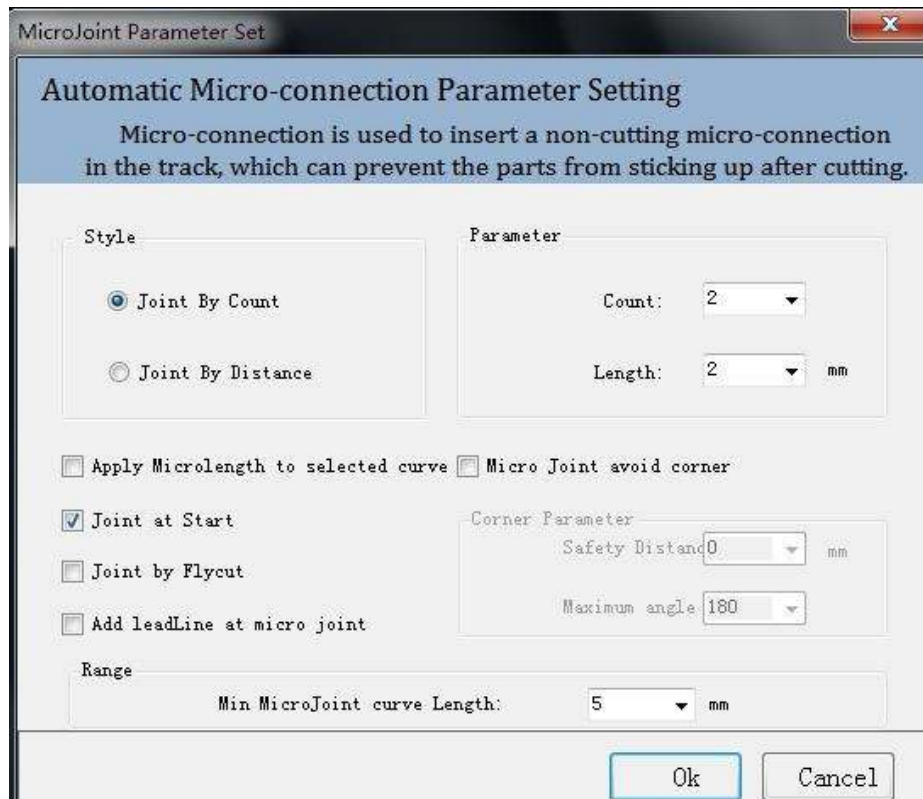 MicroJoint Parameter Set
x
Automatic Micro-connection Parameter Setting
Micro-connection is used to insert a non-cutting micro-connection
in the track, which can prevent the parts from sticking up after cutting.
Style
Joint By Count
Joint By Distance
Parameter
Count: 2
Length: 2 mm
Apply Microlength to selected curve
Micro Joint avoid corner
Joint at Start
Joint by Flycut
Add leadLine at micro joint
Corner Parameter
Safety Distanc 0 mm
Maximum angle 180
Range
Min MicroJoint curve Length: 5 mm
Ok Cancel